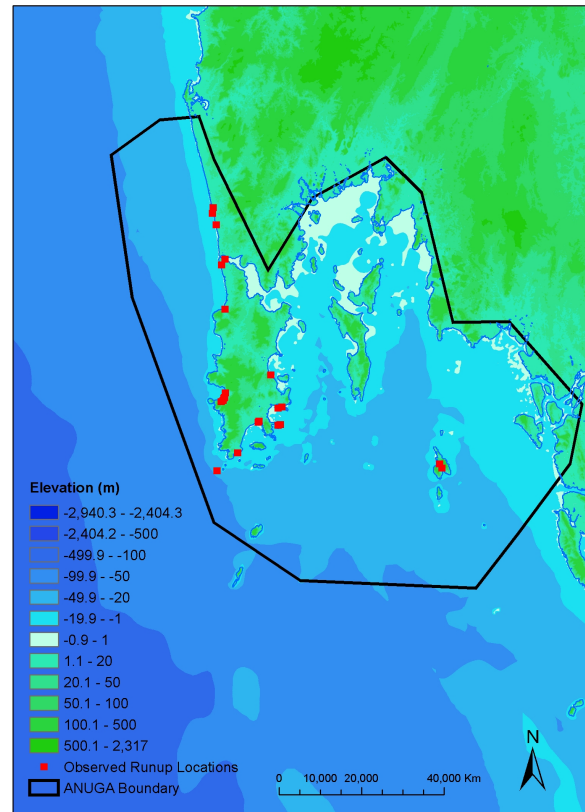 Elevation (m)
-2,940.3 - -2,404.3
-2,404.2 - -500
-499.9 - -100
-99.9 - -50
-49.9 - -20
-19.9 - -1
-0.9 - 1
1.1 - 20
20.1 - 50
50.1 - 100
100.1 - 500
500.1 - 2,317
Observed Runup Locations
ANUGA Boundary
0 10,000 20,000 40,000 Km
N